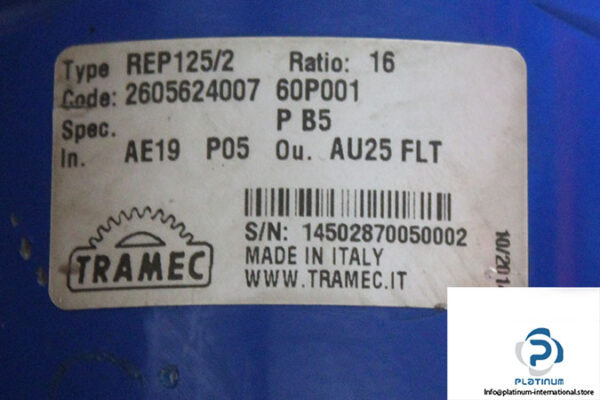 Type REP125/2 Ratio: 16
Code: 2605624007 60P001
Spec. P B5
In. AE19 P05 Ou. AU25 FLT
S/N: 14502870050002
MADE IN ITALY
WWW.TRAMEC.IT
TRAMEC
PLATINUM
Info@platinum-international.store